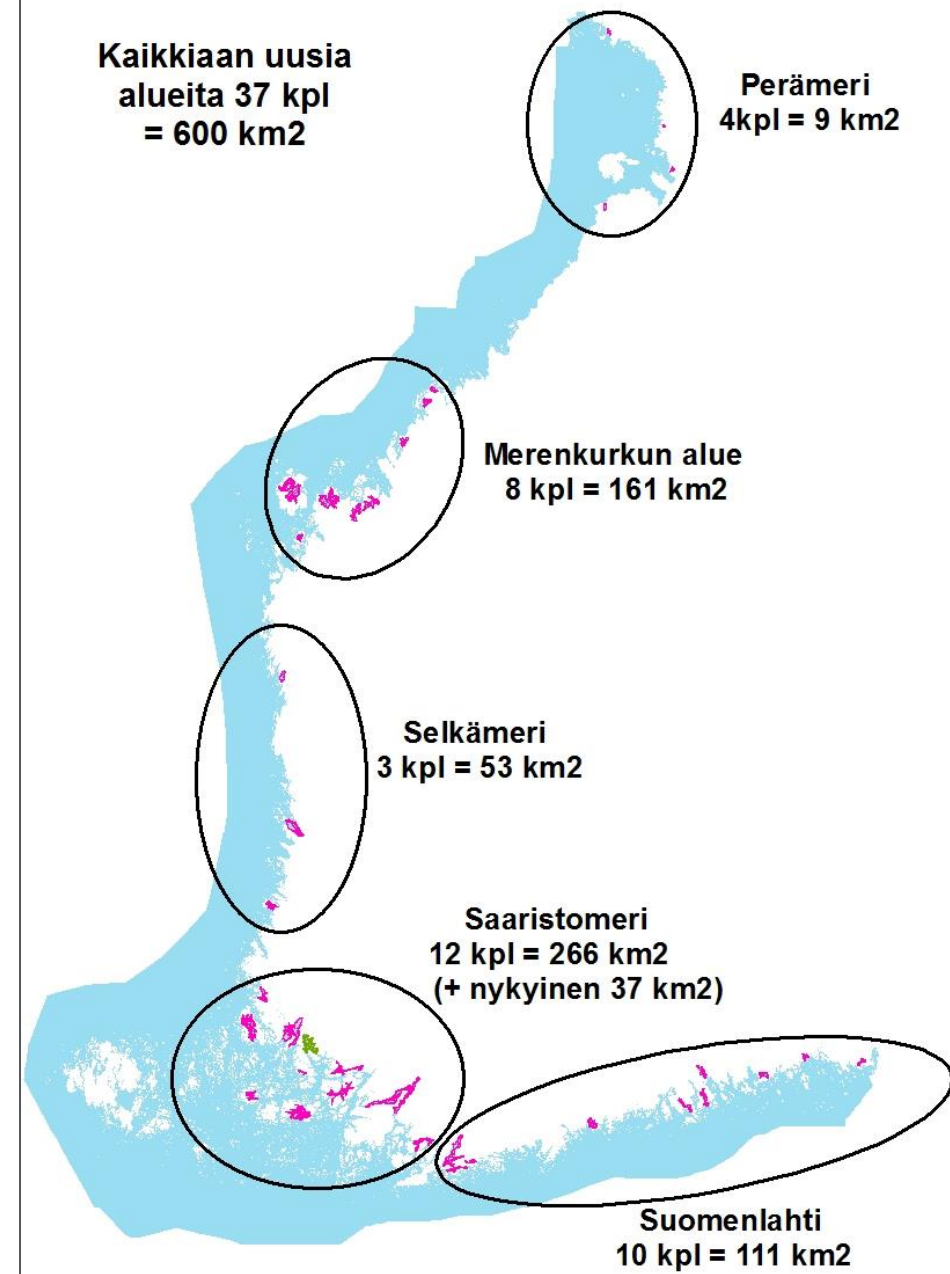 Kaikkiaan uusia
alueita 37 kpl
= 600 km2
Perämeri
4kpl = 9 km2
Merenkurkun alue
8 kpl = 161 km2
Selkämeri
3 kpl = 53 km2
Saaristomeri
12 kpl = 266 km2
(+ nykyinen 37 km2)
Suomenlahti
10 kpl = 111 km2